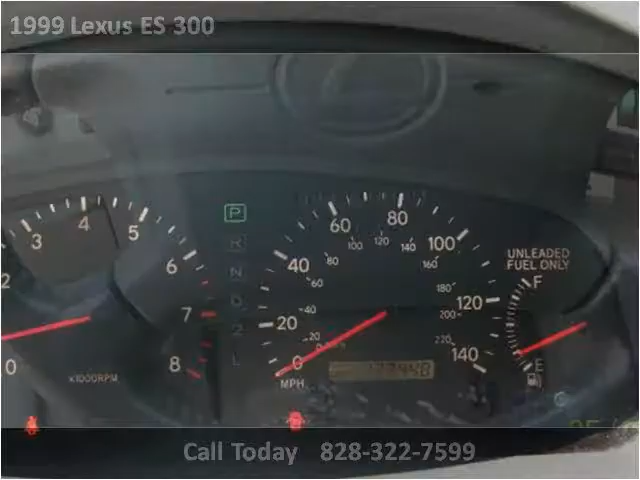 1999 Lexus ES 300
2 3 4 5 6 7 8
0
x1000RPM
P
R
N
D
2
L
0 20 40 60 80 100 120 140
20 40 60 80 100 120 140 160 180 200 220
MPH
UNLEADED
FUEL ONLY
F
E
Call Today 828-322-7599